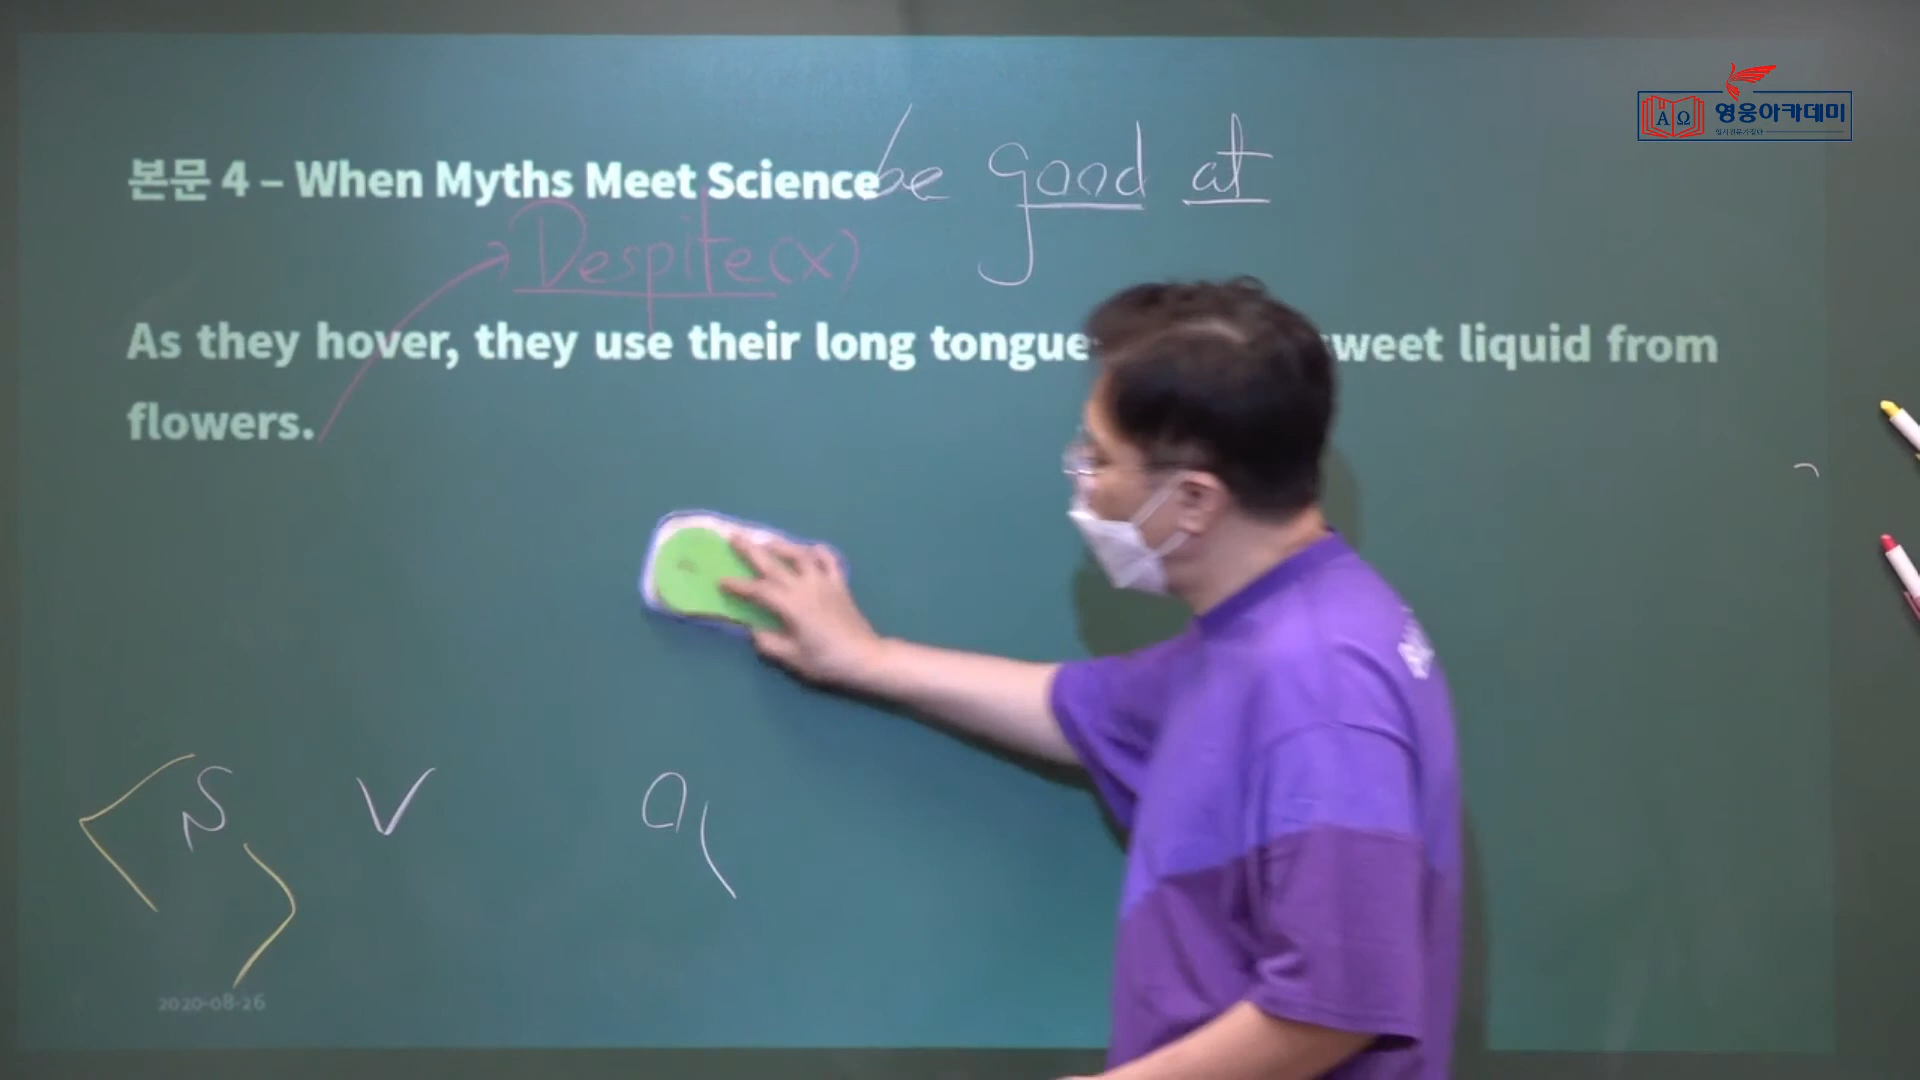 영웅아카데미
본문 4 – When Myths Meet Science be good at
Despite(x)
As they hover, they use their long tongue weet liquid from
flowers.
S V
2020-08-26